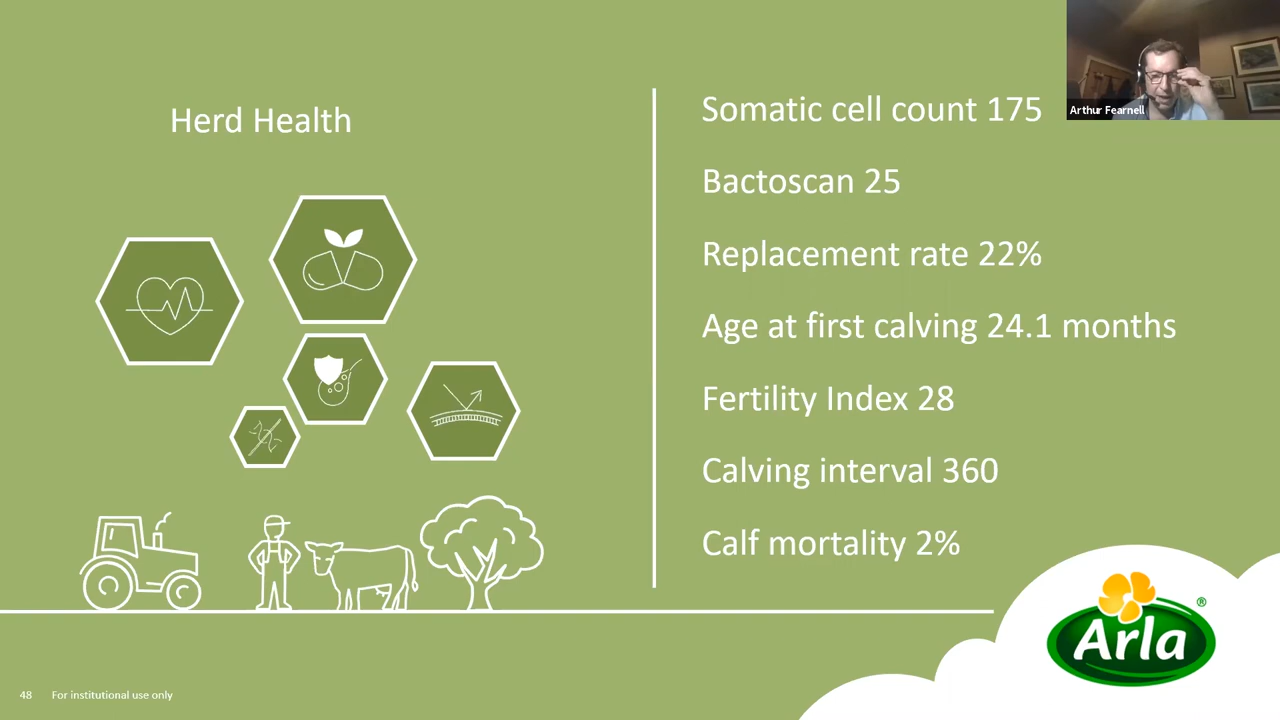 Herd Health
Somatic cell count 175
Bactoscan 25
Replacement rate 22%
Age at first calving 24.1 months
Fertility Index 28
Calving interval 360
Calf mortality 2%
Arthur Fearnell
Arla®
48 For institutional use only